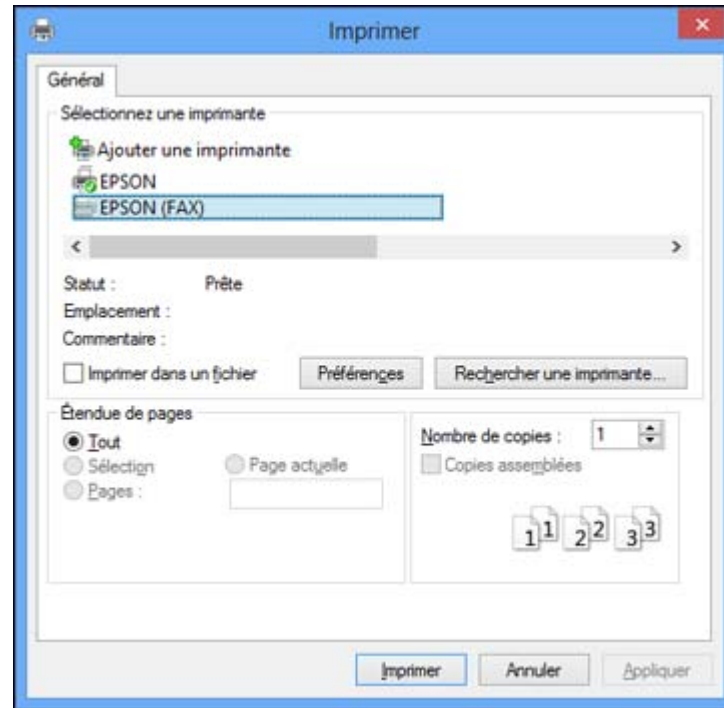 Imprimer
Général
Sélectionnez une imprimante
Ajouter une imprimante
EPSON
EPSON (FAX)
Statut : Prête
Emplacement :
Commentaire :
Imprimer dans un fichier Préférences Rechercher une imprimante...
Étendue de pages
Tout
Sélection Page actuelle
Pages :
Nombre de copies : 1
Copies assemblées
1 1 2 2 3 3
Imprimer Annuler Appliquer